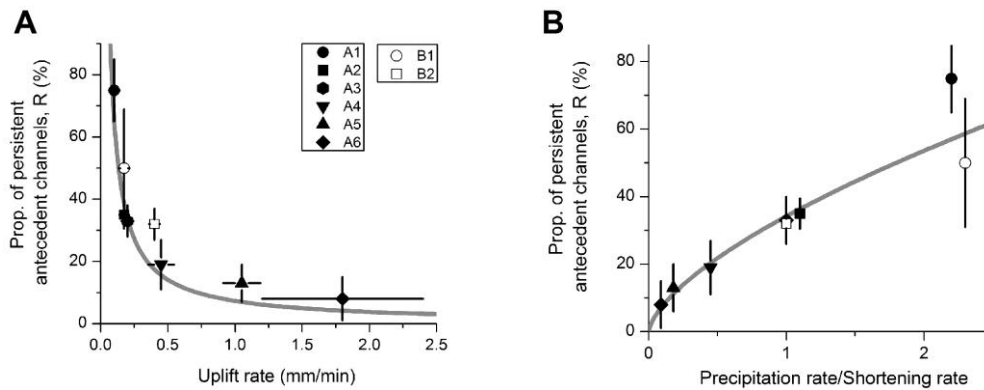 A
Prop. of persistent
antecedent channels, R (%)
80
60
40
20
0
0.0 0.5 1.0 1.5 2.0 2.5
Uplift rate (mm/min)
A1
A2
A3
A4
A5
A6
B1
B2
B
Prop. of persistent
antecedent channels, R (%)
80
60
40
20
0
0 1 2
Precipitation rate/Shortening rate